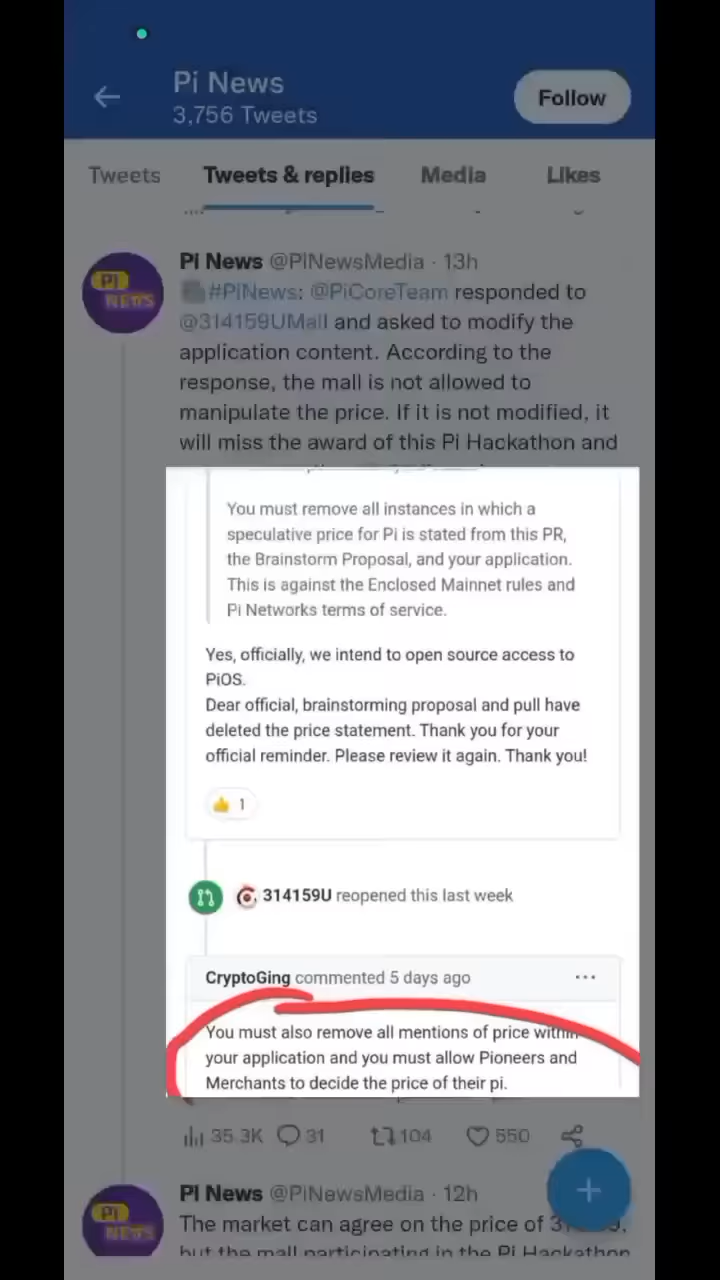 Pi News
3,756 Tweets
Follow
Tweets
Tweets & replies
Media
Likes
PI
NEWS
Pi News @PiNewsMedia · 13h
#PiNews: @PiCoreTeam responded to
@314159UMall and asked to modify the
application content. According to the
response, the mall is not allowed to
manipulate the price. If it is not modified, it
will miss the award of this Pi Hackathon and
You must remove all instances in which a
speculative price for Pi is stated from this PR,
the Brainstorm Proposal, and your application.
This is against the Enclosed Mainnet rules and
Pi Networks terms of service.
Yes, officially, we intend to open source access to
PiOS.
Dear official, brainstorming proposal and pull have
deleted the price statement. Thank you for your
official reminder. Please review it again. Thank you!
👍 1
314159U reopened this last week
CryptoGing commented 5 days ago ···
You must also remove all mentions of price within
your application and you must allow Pioneers and
Merchants to decide the price of their pi.
35.3K 31 104 550
PI
NEWS
Pi News @PiNewsMedia · 12h
The market can agree on the price of
but the mall participating in the Pi Hackathon